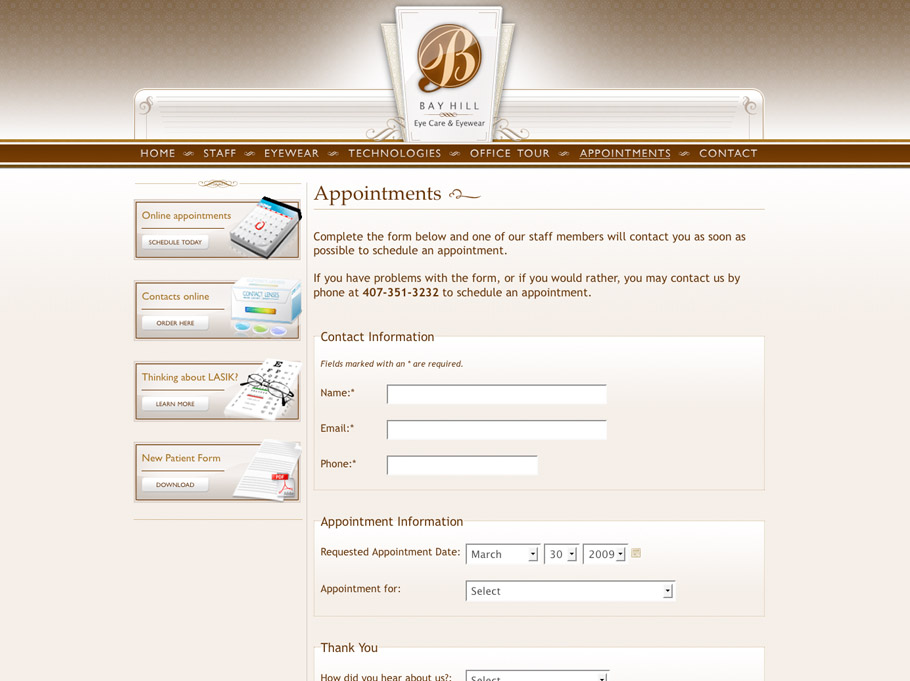 B
BAY HILL
Eye Care & Eyewear
HOME STAFF EYEWEAR TECHNOLOGIES OFFICE TOUR APPOINTMENTS CONTACT
Online appointments
SCHEDULE TODAY
Contacts online
CONTACT LENSES
ORDER HERE
Thinking about LASIK?
E
LEARN MORE
New Patient Form
PDF
Adobe
DOWNLOAD
Appointments
Complete the form below and one of our staff members will contact you as soon as
possible to schedule an appointment.
If you have problems with the form, or if you would rather, you may contact us by
phone at 407-351-3232 to schedule an appointment.
Contact Information
Fields marked with an * are required.
Name:*
Email:*
Phone:*
Appointment Information
Requested Appointment Date: March 30 2009
Appointment for: Select
Thank You
How did you hear about us?: Select